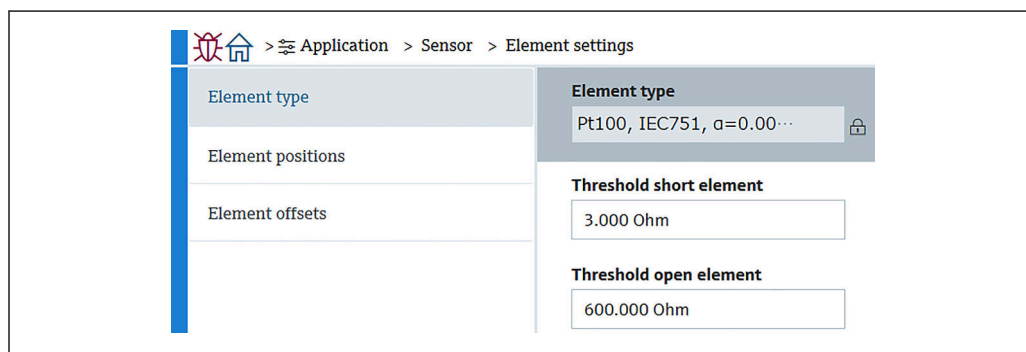 > Application > Sensor > Element settings
Element type
Element positions
Element offsets
Element type
Pt100, IEC751, α=0.00···
Threshold short element
3.000 Ohm
Threshold open element
600.000 Ohm